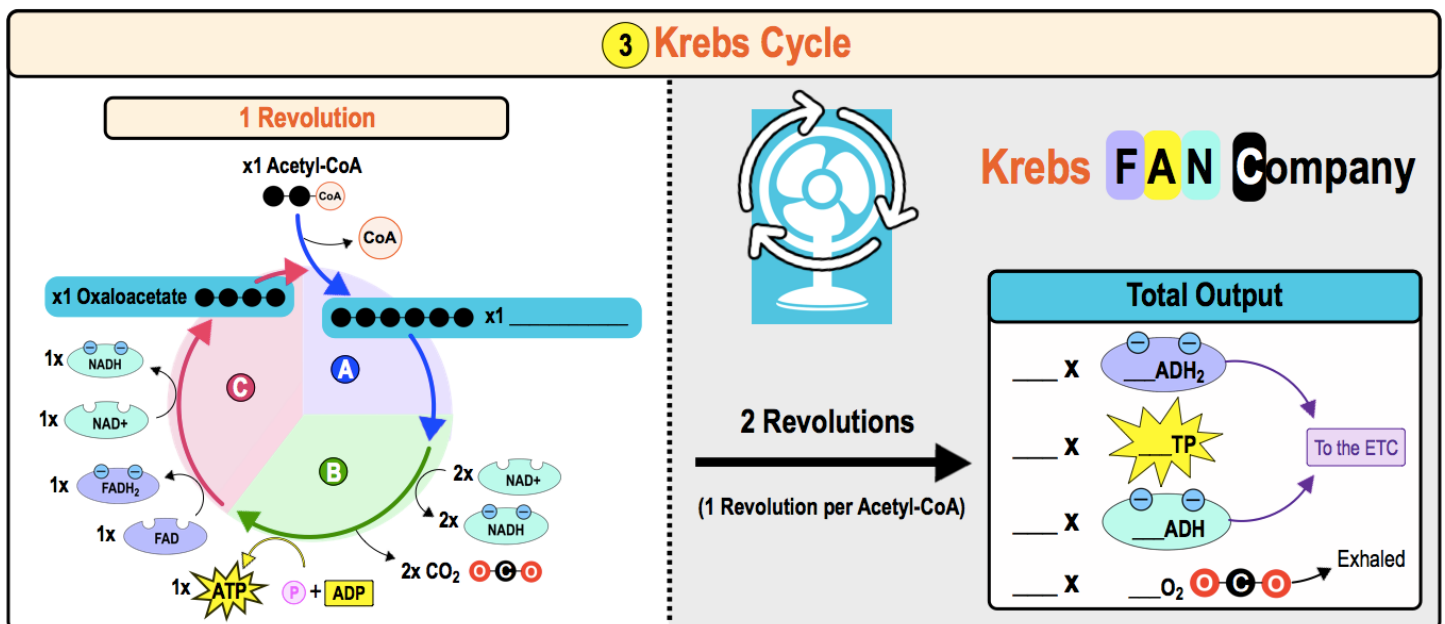 3 Krebs Cycle
1 Revolution
x1 Acetyl-CoA
CoA
CoA
x1 Oxaloacetate
x1 ____________
A
B
C
1x NADH
1x NAD+
1x FADH₂
1x FAD
1x ATP
P + ADP
2x NAD+
2x NADH
2x CO₂ O C O
Krebs FAN Company
2 Revolutions
(1 Revolution per Acetyl-CoA)
Total Output
___ x ___ADH₂
___ x ___TP
To the ETC
___ x ___ADH
___ x ___O₂ O C O Exhaled